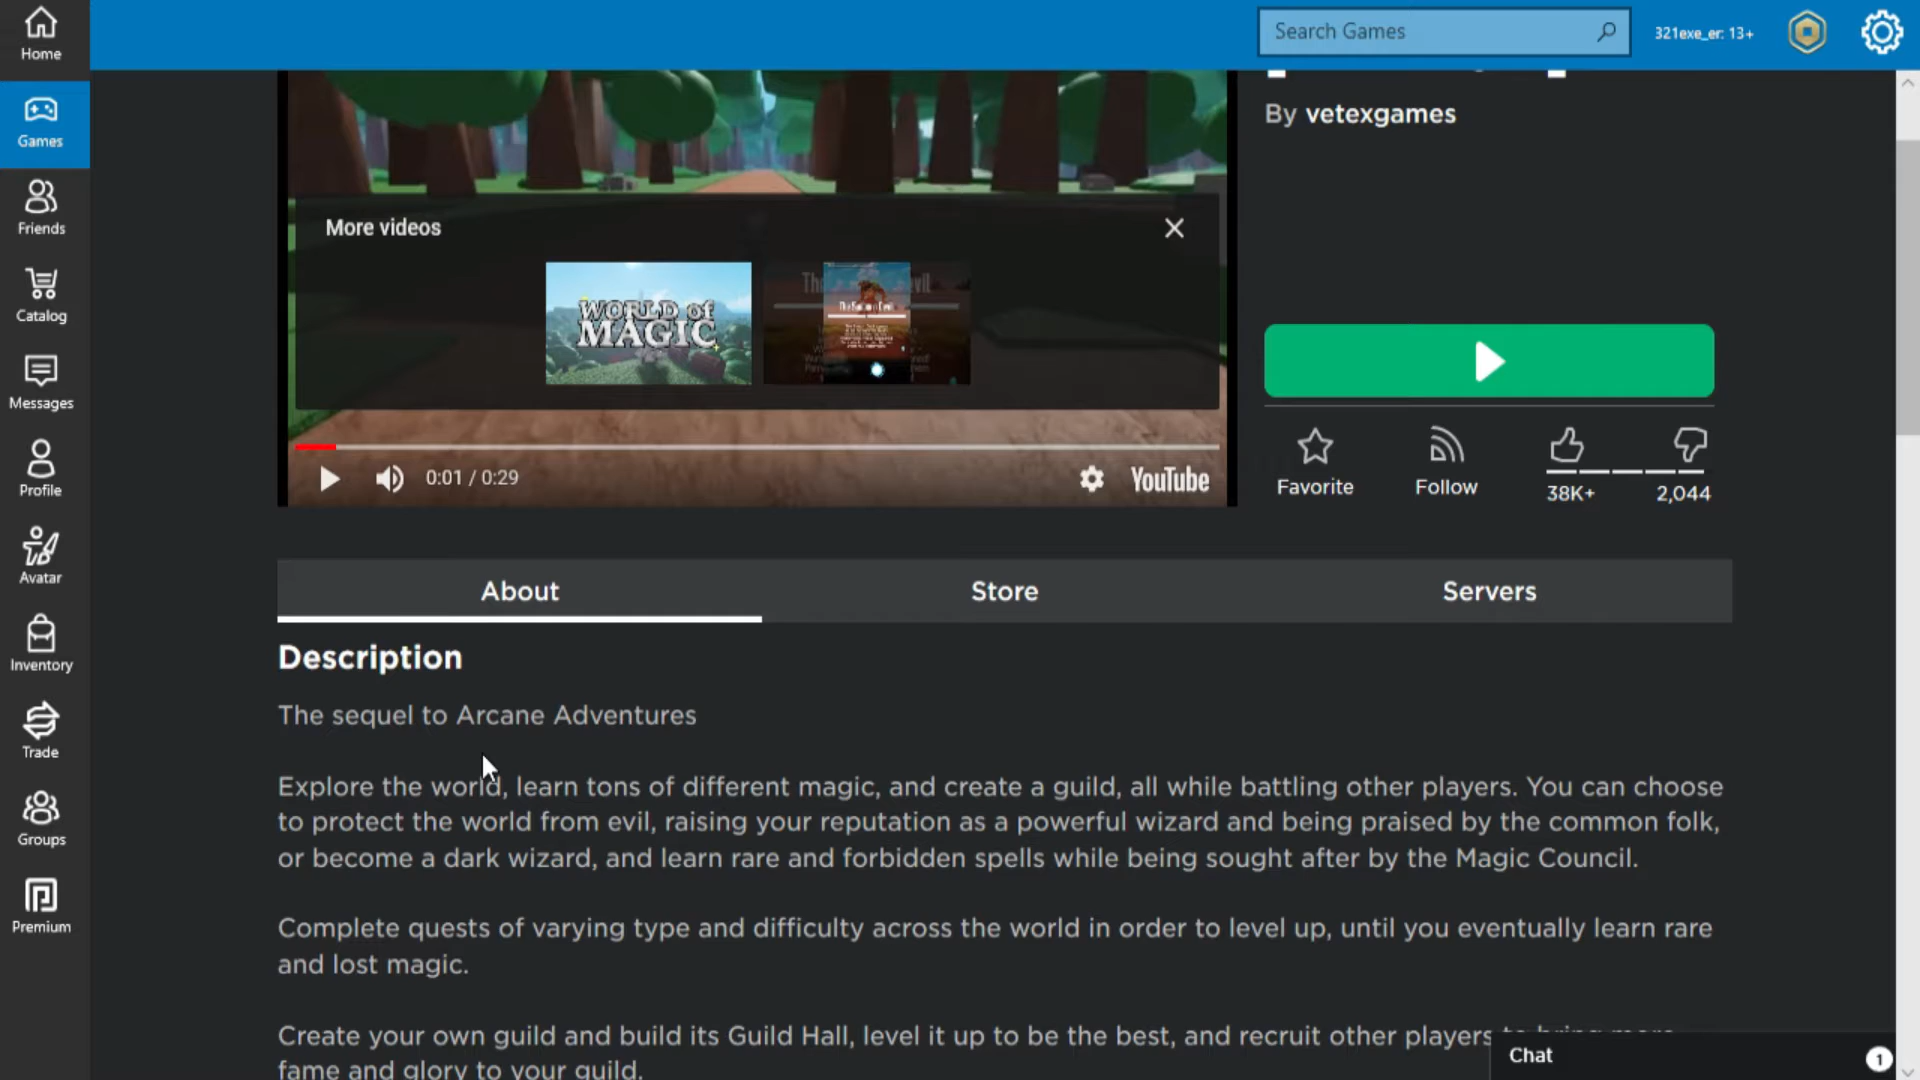 Home
Games
Friends
Catalog
Messages
Profile
Avatar
Inventory
Trade
Groups
Premium
Search Games
321exe_er: 13+
By vetexgames
More videos
WORLD of
MAGIC
0:01 / 0:29
YouTube
Favorite
Follow
38K+
2,044
About
Store
Servers
Description
The sequel to Arcane Adventures
Explore the world, learn tons of different magic, and create a guild, all while battling other players. You can choose
to protect the world from evil, raising your reputation as a powerful wizard and being praised by the common folk,
or become a dark wizard, and learn rare and forbidden spells while being sought after by the Magic Council.
Complete quests of varying type and difficulty across the world in order to level up, until you eventually learn rare
and lost magic.
Create your own guild and build its Guild Hall, level it up to be the best, and recruit other players to bring more
fame and glory to your guild.
Chat
1